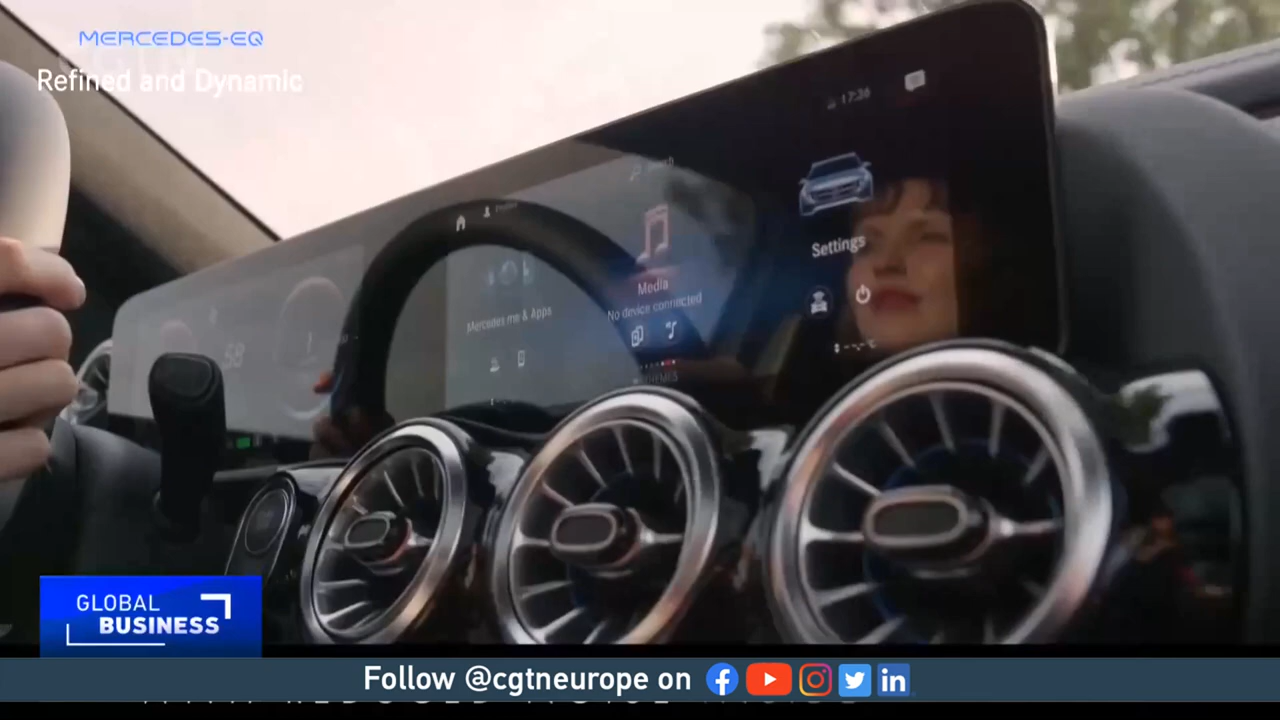 MERCEDES-EQ
Refined and Dynamic
17:36
Settings
Media
No device connected
Mercedes me & Apps
58
GLOBAL
BUSINESS
Follow @cgtneurope on